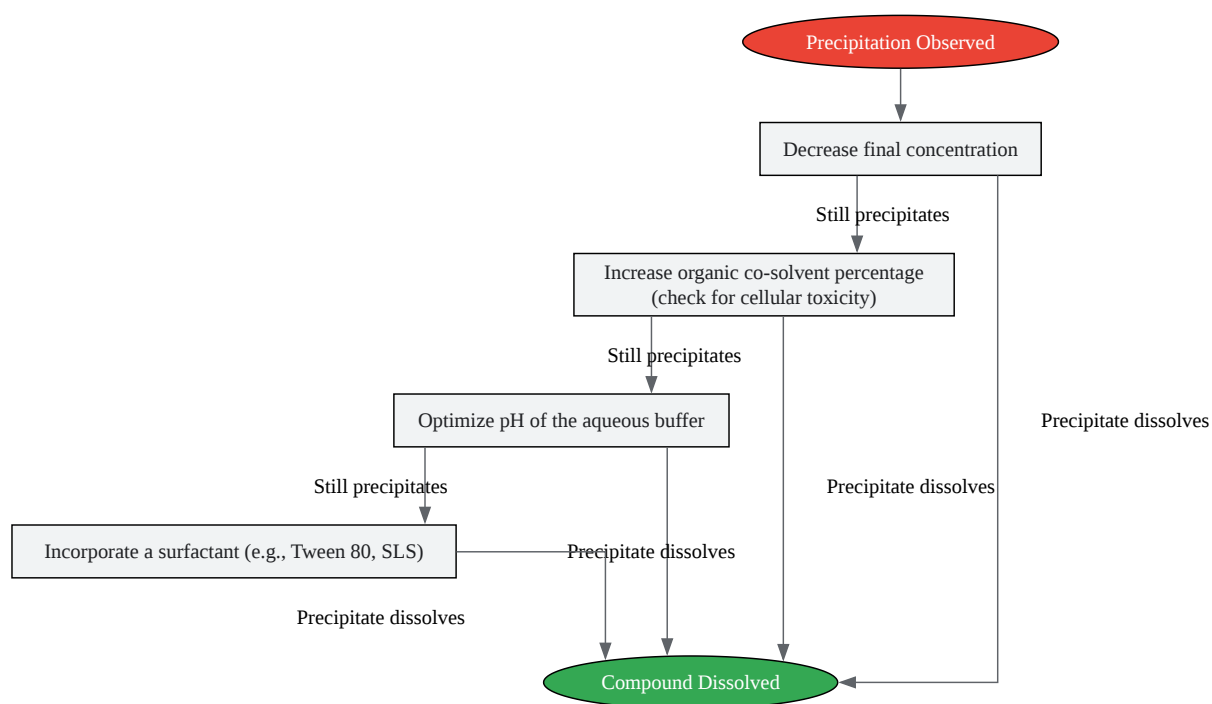 Precipitation Observed
Decrease final concentration
Still precipitates
Increase organic co-solvent percentage
(check for cellular toxicity)
Still precipitates
Optimize pH of the aqueous buffer
Precipitate dissolves
Still precipitates
Precipitate dissolves
Incorporate a surfactant (e.g., Tween 80, SLS)
Precipitate dissolves
Precipitate dissolves
Compound Dissolved